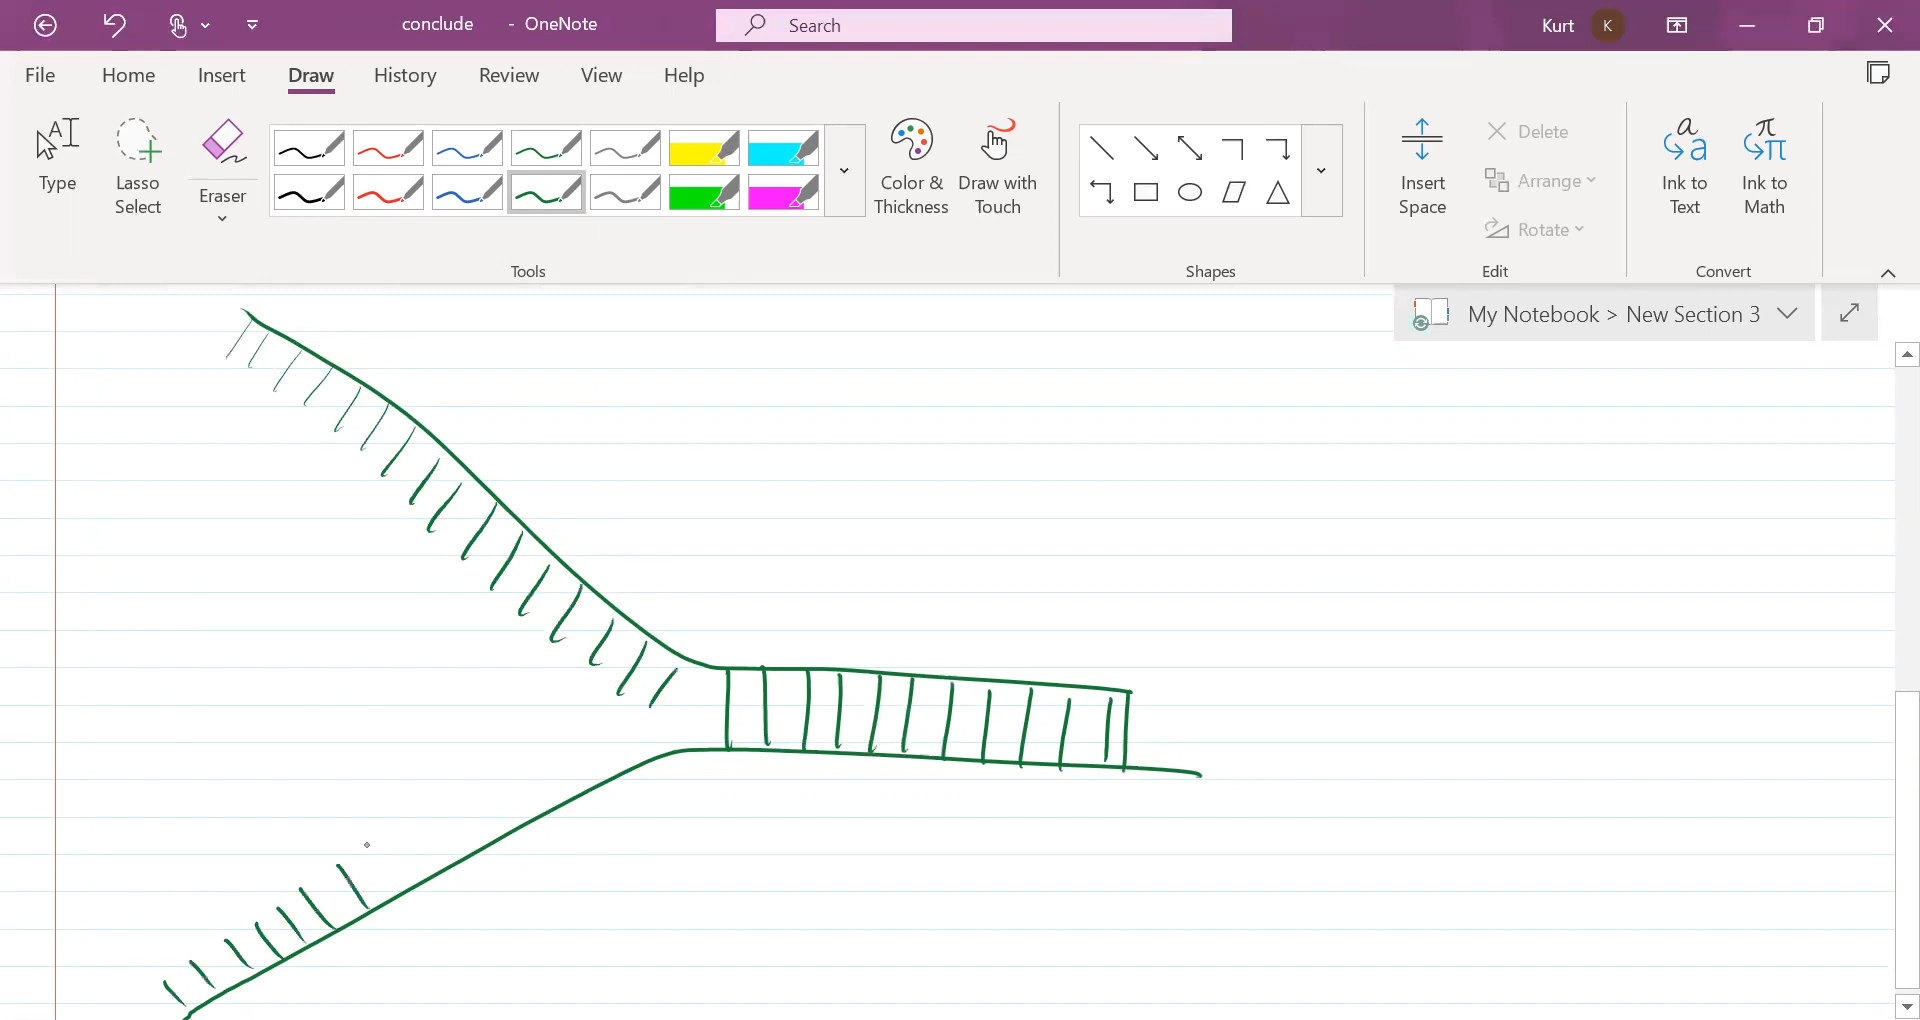 conclude - OneNote
Search
Kurt K
File Home Insert Draw History Review View Help
Type
Lasso Select
Eraser
Color & Thickness
Draw with Touch
Insert Space
Delete
Arrange
Rotate
Ink to Text
Ink to Math
Tools Shapes Edit Convert
My Notebook > New Section 3